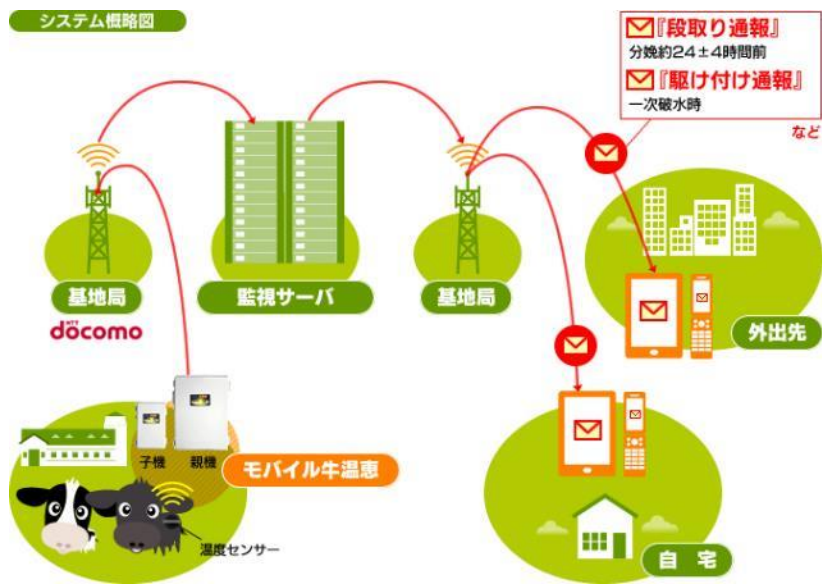 システム概略図
『段取り通報』
分娩約24±4時間前
『駆け付け通報』
一次破水時
など
基地局
監視サーバ
基地局
NTT
döcomo
外出先
子機
親機
モバイル牛温恵
温度センサー
自宅